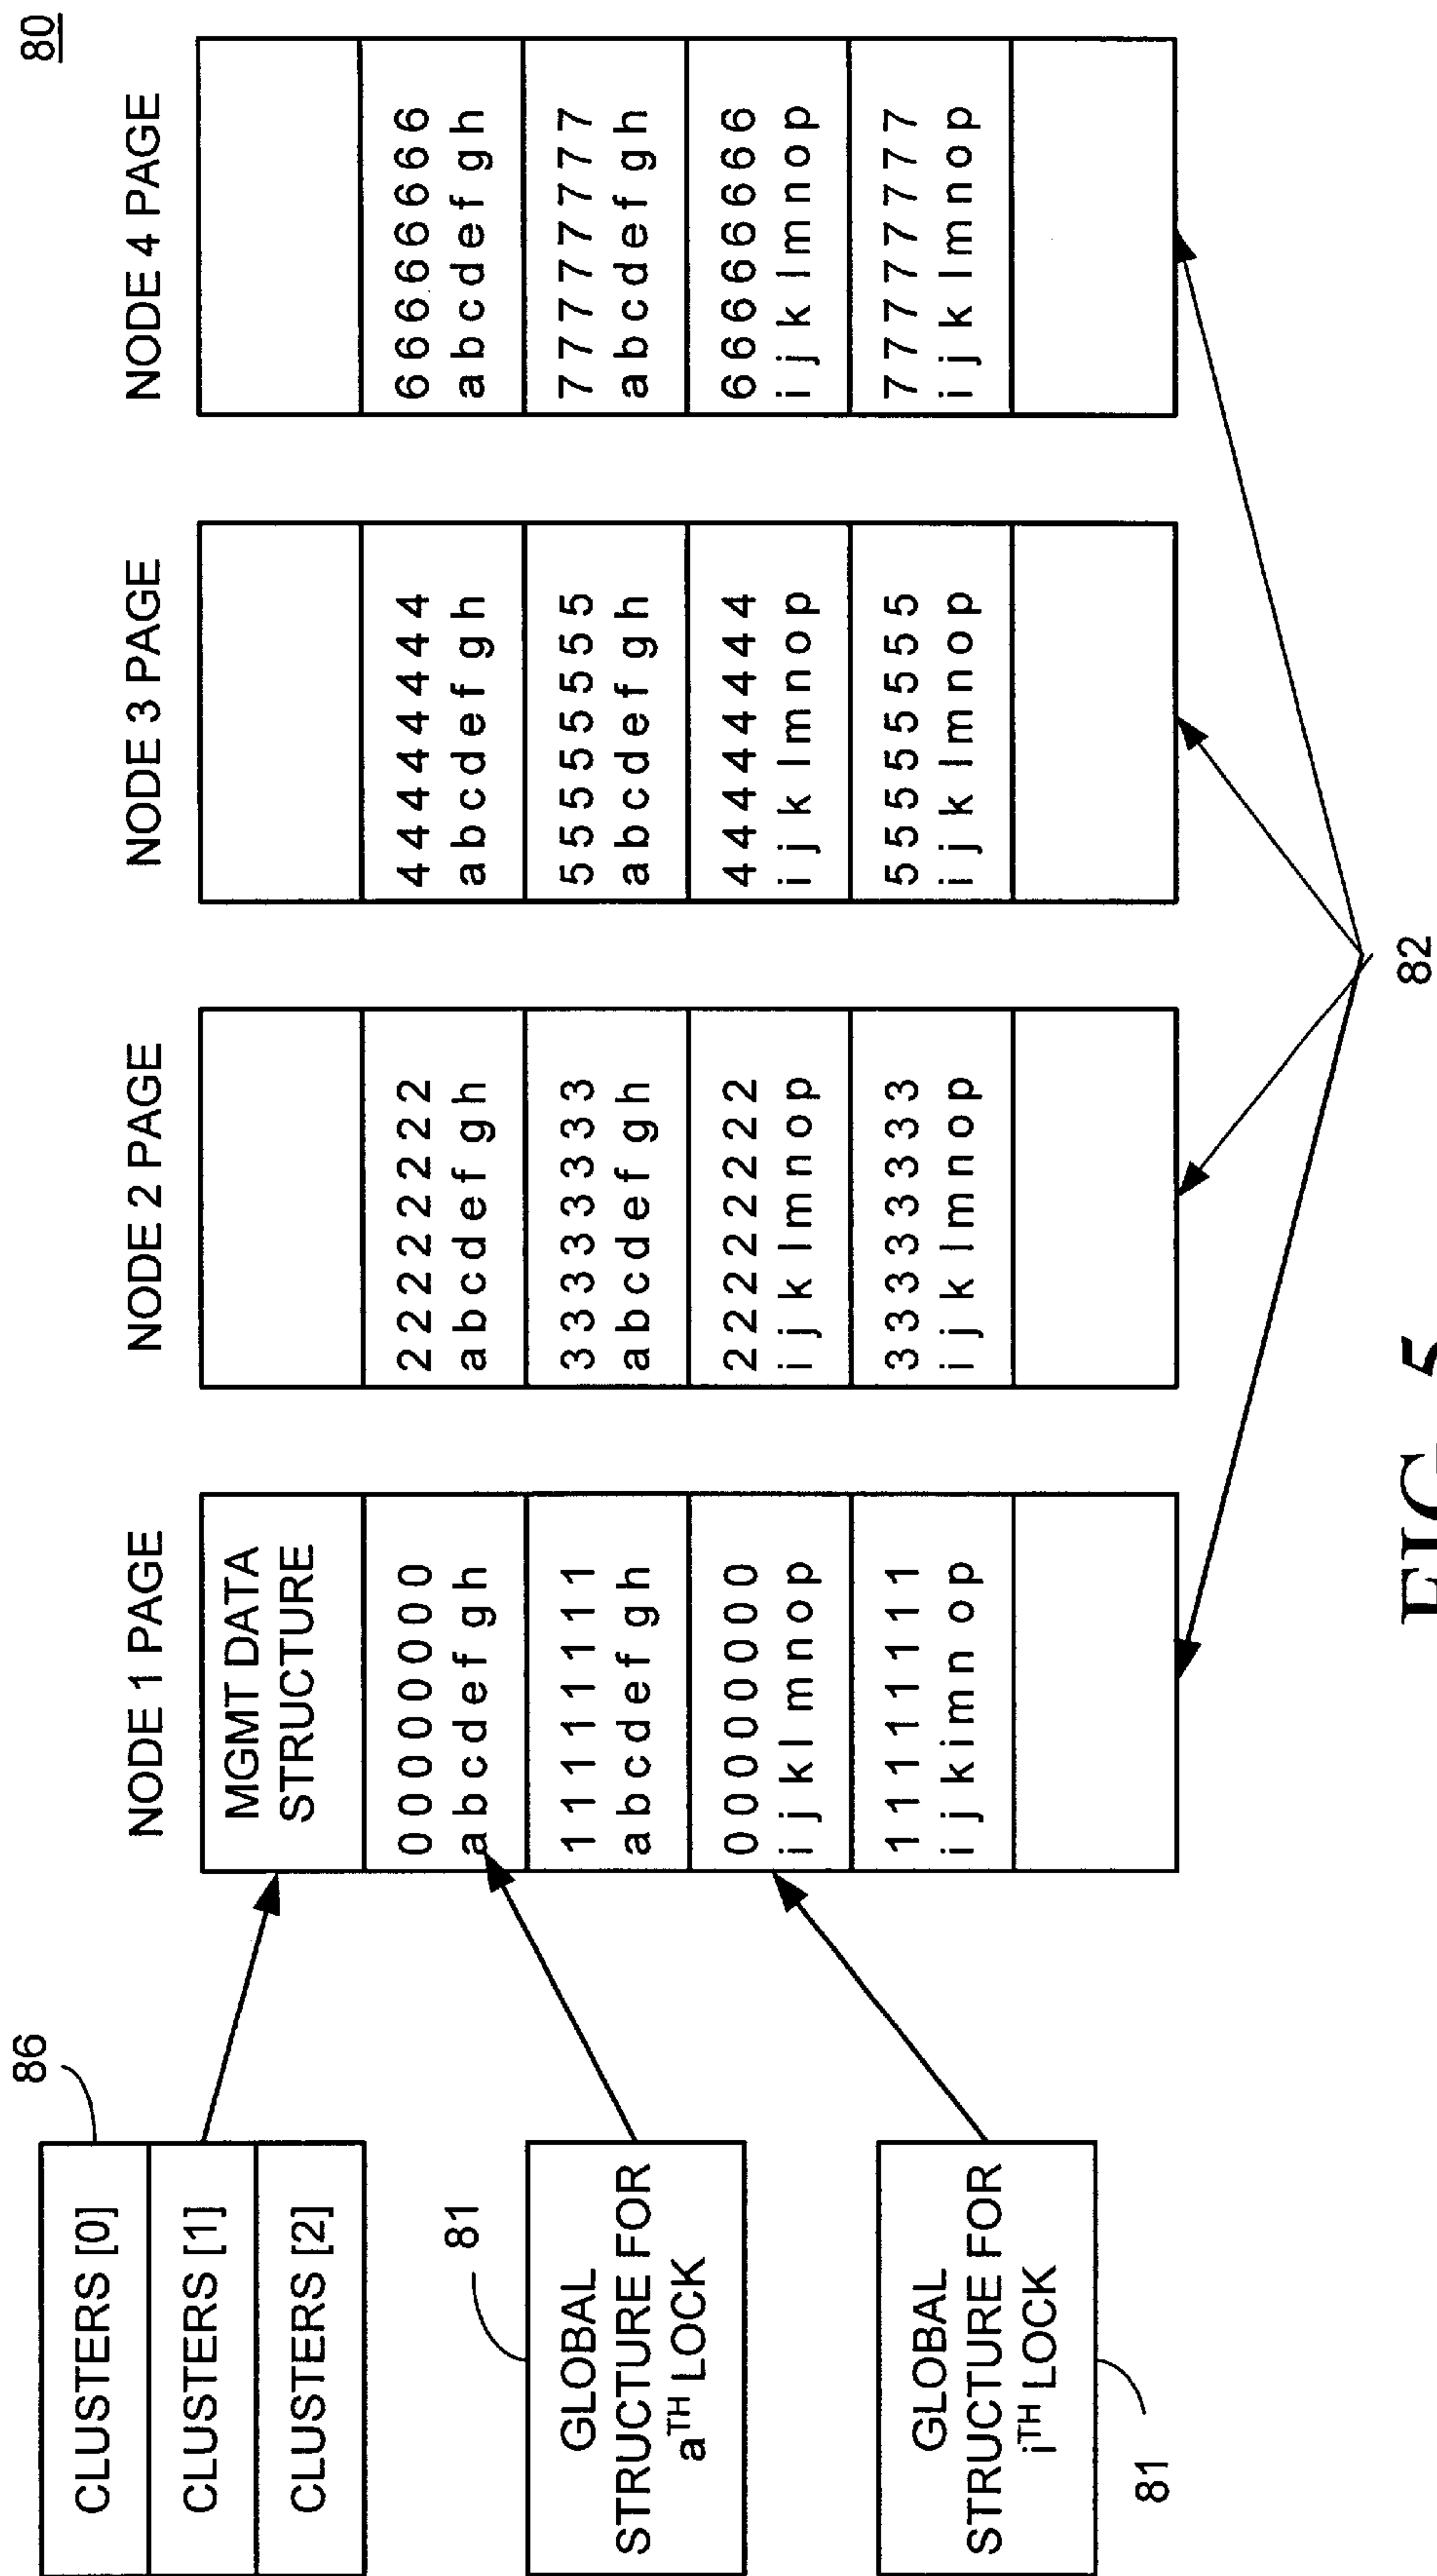 80
86
CLUSTERS [0]
CLUSTERS [1]
CLUSTERS [2]
81
GLOBAL
STRUCTURE FOR
aTH LOCK
GLOBAL
STRUCTURE FOR
iTH LOCK
81
NODE 1 PAGE
MGMT DATA
STRUCTURE
0 0 0 0 0 0 0 0
a b c d e f g h
1 1 1 1 1 1 1 1
a b c d e f g h
0 0 0 0 0 0 0 0
i j k l m n o p
1 1 1 1 1 1 1 1
i j k i m n o p
NODE 2 PAGE
2 2 2 2 2 2 2 2
a b c d e f g h
3 3 3 3 3 3 3 3
a b c d e f g h
2 2 2 2 2 2 2 2
i j k l m n o p
3 3 3 3 3 3 3 3
i j k l m n o p
NODE 3 PAGE
4 4 4 4 4 4 4 4
a b c d e f g h
5 5 5 5 5 5 5 5
a b c d e f g h
4 4 4 4 4 4 4 4
i j k l m n o p
5 5 5 5 5 5 5 5
i j k l m n o p
NODE 4 PAGE
6 6 6 6 6 6 6 6
a b c d e f g h
7 7 7 7 7 7 7 7
a b c d e f g h
6 6 6 6 6 6 6 6
i j k l m n o p
7 7 7 7 7 7 7 7
i j k l m n o p
82
FIG 5